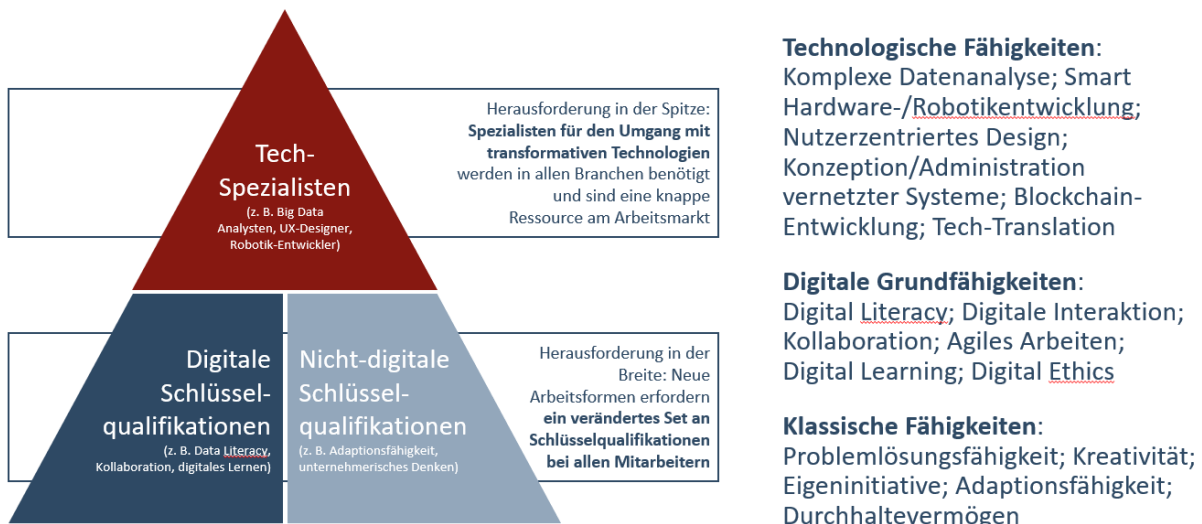 Tech-
Spezialisten
(z. B. Big Data
Analysten, UX-Designer,
Robotik-Entwickler)
Herausforderung in der Spitze:
Spezialisten für den Umgang mit
transformativen Technologien
werden in allen Branchen benötigt
und sind eine knappe
Ressource am Arbeitsmarkt
Digitale
Schlüssel-
qualifikationen
(z. B. Data Literacy,
Kollaboration, digitales Lernen)
Nicht-digitale
Schlüssel-
qualifikationen
(z. B. Adaptionsfähigkeit,
unternehmerisches Denken)
Herausforderung in der
Breite: Neue
Arbeitsformen erfordern
ein verändertes Set an
Schlüsselqualifikationen
bei allen Mitarbeitern
Technologische Fähigkeiten:
Komplexe Datenanalyse; Smart
Hardware-/Robotikentwicklung;
Nutzerzentriertes Design;
Konzeption/Administration
vernetzter Systeme; Blockchain-
Entwicklung; Tech-Translation
Digitale Grundfähigkeiten:
Digital Literacy; Digitale Interaktion;
Kollaboration; Agiles Arbeiten;
Digital Learning; Digital Ethics
Klassische Fähigkeiten:
Problemlösungsfähigkeit; Kreativität;
Eigeninitiative; Adaptionsfähigkeit;
Durchhaltevermögen